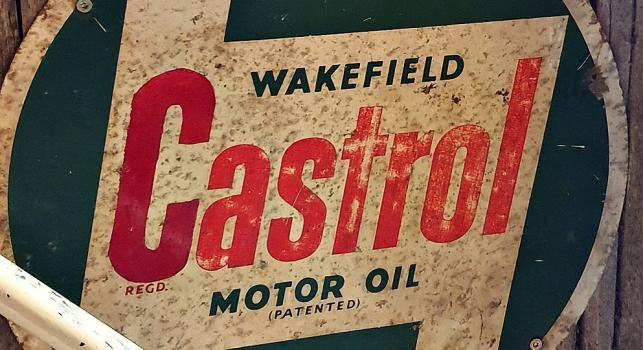 WAKEFIELD
Castrol
REGD.
MOTOR OIL
(PATENTED)